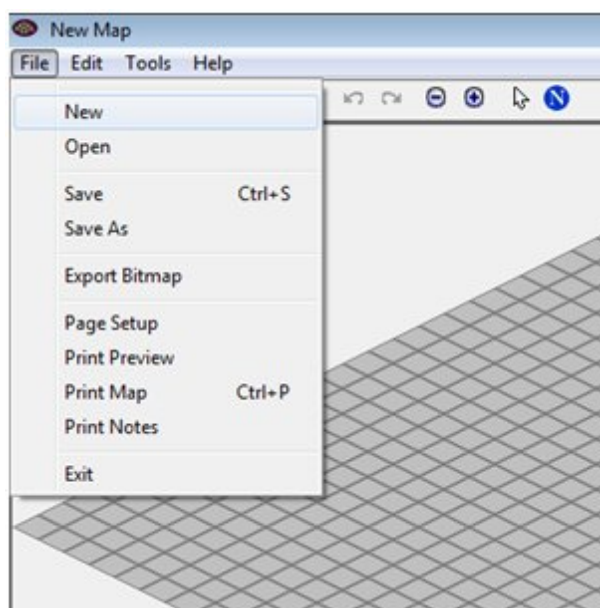 New Map
File Edit Tools Help
N
New
Open
Save Ctrl+S
Save As
Export Bitmap
Page Setup
Print Preview
Print Map Ctrl+P
Print Notes
Exit